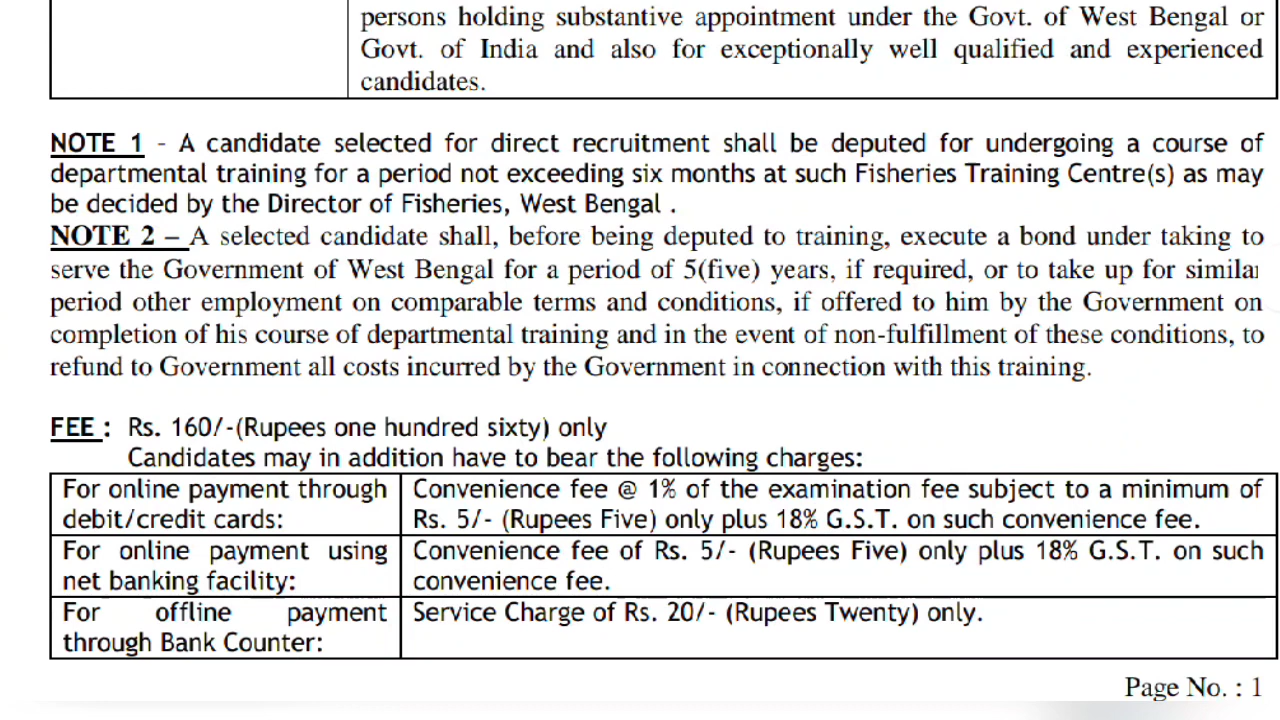 persons holding substantive appointment under the Govt. of West Bengal or
Govt. of India and also for exceptionally well qualified and experienced
candidates.
NOTE 1 - A candidate selected for direct recruitment shall be deputed for undergoing a course of
departmental training for a period not exceeding six months at such Fisheries Training Centre(s) as may
be decided by the Director of Fisheries, West Bengal .
NOTE 2 – A selected candidate shall, before being deputed to training, execute a bond under taking to
serve the Government of West Bengal for a period of 5(five) years, if required, or to take up for similar
period other employment on comparable terms and conditions, if offered to him by the Government on
completion of his course of departmental training and in the event of non-fulfillment of these conditions, to
refund to Government all costs incurred by the Government in connection with this training.
FEE : Rs. 160/-(Rupees one hundred sixty) only
Candidates may in addition have to bear the following charges:
For online payment through debit/credit cards: Convenience fee @ 1% of the examination fee subject to a minimum of
Rs. 5/- (Rupees Five) only plus 18% G.S.T. on such convenience fee.
For online payment using net banking facility: Convenience fee of Rs. 5/- (Rupees Five) only plus 18% G.S.T. on such
convenience fee.
For offline payment through Bank Counter: Service Charge of Rs. 20/- (Rupees Twenty) only.
Page No. : 1